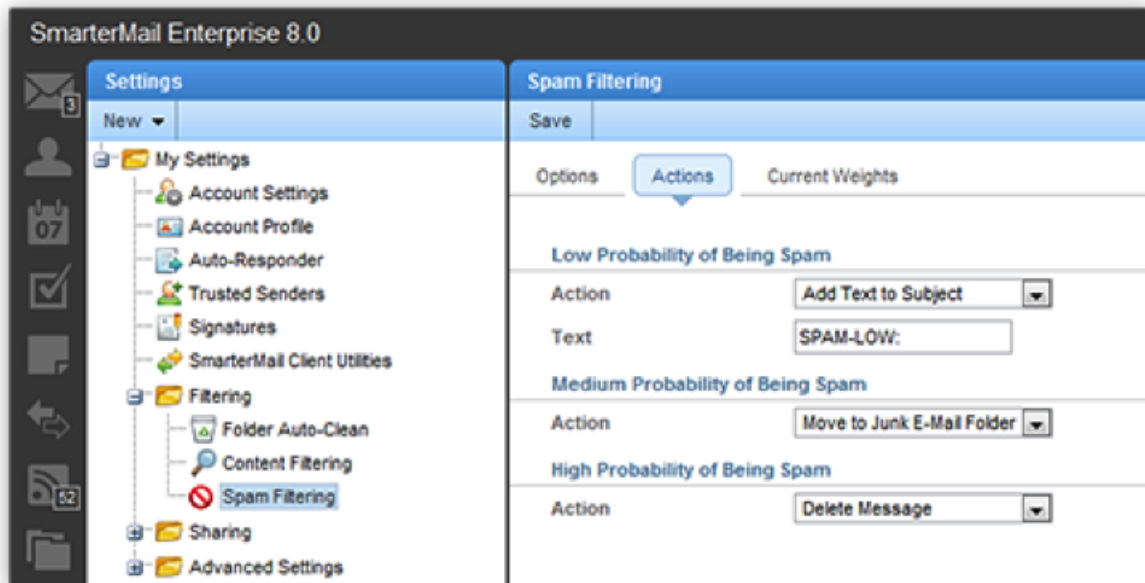 SmarterMail Enterprise 8.0
Settings
New
My Settings
Account Settings
Account Profile
Auto-Responder
Trusted Senders
Signatures
SmarterMail Client Utilities
Filtering
Folder Auto-Clean
Content Filtering
Spam Filtering
Sharing
Advanced Settings
3
07
52
Spam Filtering
Save
Options Actions Current Weights
Low Probability of Being Spam
Action Add Text to Subject
Text SPAM-LOW:
Medium Probability of Being Spam
Action Move to Junk E-Mail Folder
High Probability of Being Spam
Action Delete Message